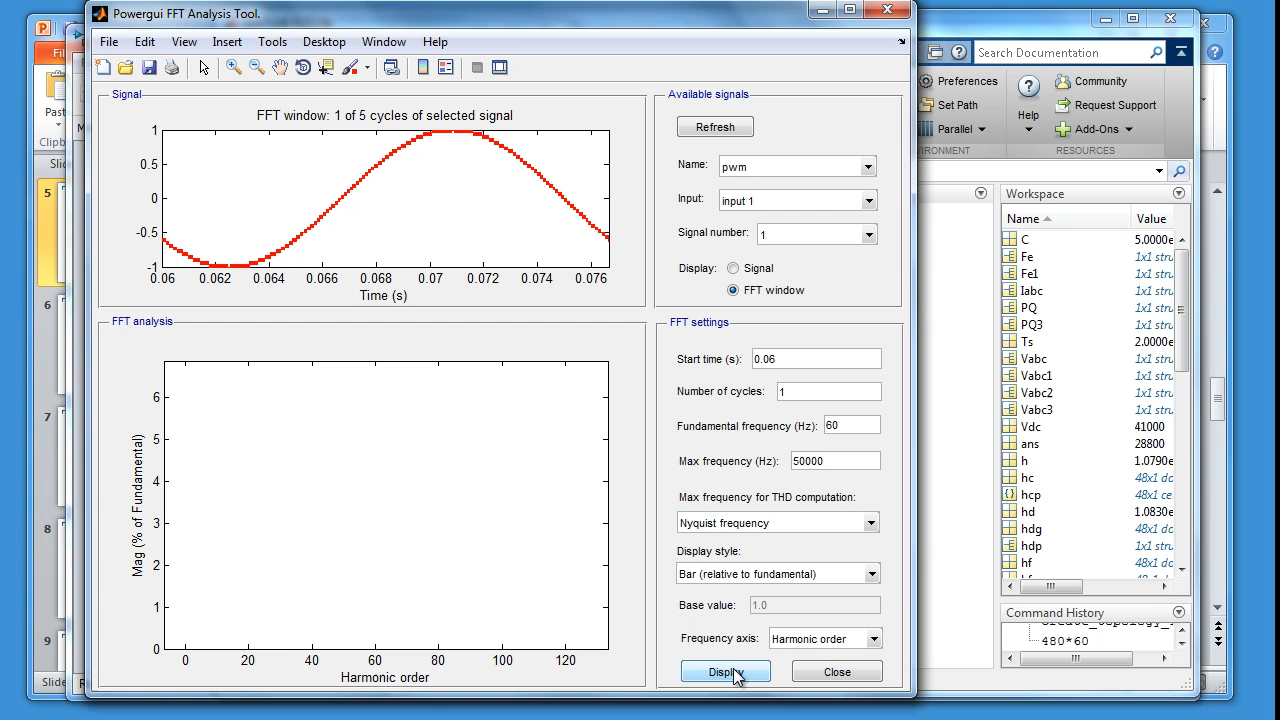 Powergui FFT Analysis Tool.
File Edit View Insert Tools Desktop Window Help
Signal
FFT window: 1 of 5 cycles of selected signal
1
0.5
0
-0.5
-1
0.06 0.062 0.064 0.066 0.068 0.07 0.072 0.074 0.076
Time (s)
FFT analysis
6
5
4
3
2
1
0
Mag (% of Fundamental)
0 20 40 60 80 100 120
Harmonic order
Available signals
Refresh
Name: pwm
Input: input 1
Signal number: 1
Display: Signal
FFT window
FFT settings
Start time (s): 0.06
Number of cycles: 1
Fundamental frequency (Hz): 60
Max frequency (Hz): 50000
Max frequency for THD computation:
Nyquist frequency
Display style:
Bar (relative to fundamental)
Base value: 1.0
Frequency axis: Harmonic order
Display Close
Search Documentation
Preferences
Set Path
Parallel
Help
Community
Request Support
Add-Ons
RESOURCES
Workspace
Name Value
C 5.0000e
Fe 1x1 stru
Fe1 1x1 stru
Iabc 1x1 stru
PQ 1x1 stru
PQ3 1x1 stru
Ts 2.0000e
Vabc 1x1 stru
Vabc1 1x1 stru
Vabc2 1x1 stru
Vabc3 1x1 stru
Vdc 41000
ans 28800
h 1.0790e
hc 48x1 do
hcp 48x1 ce
hd 1.0830e
hdg 48x1 do
hdp 1x1 stru
hf 48x1 do
Command History
480*60
Past
Clipb
5
6
7
8
9